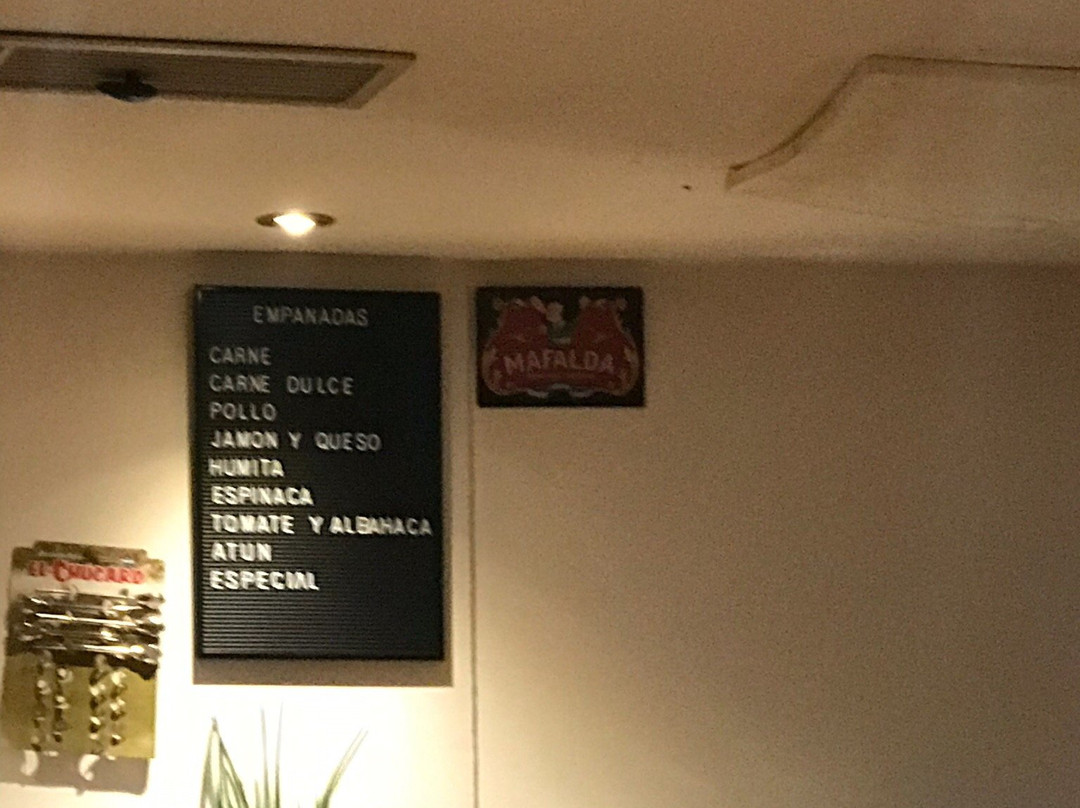 EMPANADAS
CARNE
CARNE DULCE
POLLO
JAMON Y QUESO
HUMITA
ESPINACA
TOMATE Y ALBAHACA
ATUN
ESPECIAL
MAFALDA
EL CHUCARO